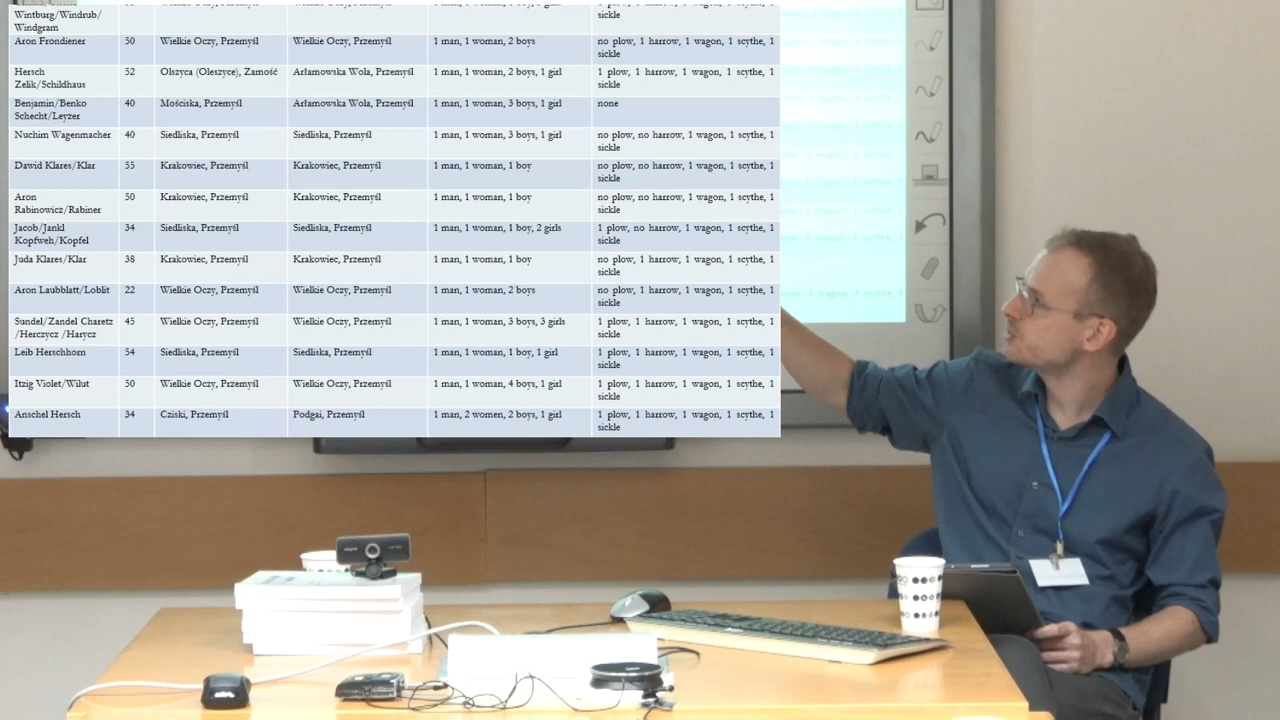 Wintburg/Windrub/
Windgram
sickle
Aron Frondiener 50 Wielkie Oczy, Przemyśl Wielkie Oczy, Przemyśl 1 man, 1 woman, 2 boys no plow, 1 harrow, 1 wagon, 1 scythe, 1
sickle
Hersch 52 Olszyca (Oleszyce), Zamość Arłamowska Wola, Przemyśl 1 man, 1 woman, 2 boys, 1 girl 1 plow, 1 harrow, 1 wagon, 1 scythe, 1
Zelik/Schildhaus sickle
Benjamin/Benko 40 Mościska, Przemyśl Arłamowska Wola, Przemyśl 1 man, 1 woman, 3 boys, 1 girl none
Schecht/Leyzer
Nuchim Wagenmacher 40 Siedliska, Przemyśl Siedliska, Przemyśl 1 man, 1 woman, 3 boys, 1 girl no plow, no harrow, 1 wagon, 1 scythe, 1
sickle
Dawid Klares/Klar 55 Krakowiec, Przemyśl Krakowiec, Przemyśl 1 man, 1 woman, 1 boy no plow, no harrow, 1 wagon, 1 scythe, 1
sickle
Aron 50 Krakowiec, Przemyśl Krakowiec, Przemyśl 1 man, 1 woman, 1 boy no plow, no harrow, 1 wagon, 1 scythe, 1
Rabinowicz/Rabiner sickle
Jacob/Jankl 34 Siedliska, Przemyśl Siedliska, Przemyśl 1 man, 1 woman, 1 boy, 2 girls 1 plow, no harrow, 1 wagon, 1 scythe, 1
Kopfweh/Kopfel sickle
Juda Klares/Klar 38 Krakowiec, Przemyśl Krakowiec, Przemyśl 1 man, 1 woman, 1 boy no plow, 1 harrow, 1 wagon, 1 scythe, 1
sickle
Aron Laubblatt/Loblit 22 Wielkie Oczy, Przemyśl Wielkie Oczy, Przemyśl 1 man, 1 woman, 2 boys no plow, 1 harrow, 1 wagon, 1 scythe, 1
sickle
Sundel/Zandel Charetz 45 Wielkie Oczy, Przemyśl Wielkie Oczy, Przemyśl 1 man, 1 woman, 3 boys, 3 girls 1 plow, 1 harrow, 1 wagon, 1 scythe, 1
/Herczycz /Harycz sickle
Leib Herschhorn 54 Siedliska, Przemyśl Siedliska, Przemyśl 1 man, 1 woman, 1 boy, 1 girl 1 plow, 1 harrow, 1 wagon, 1 scythe, 1
sickle
Itzig Violet/Wilut 50 Wielkie Oczy, Przemyśl Wielkie Oczy, Przemyśl 1 man, 1 woman, 4 boys, 1 girl 1 plow, 1 harrow, 1 wagon, 1 scythe, 1
sickle
Anschel Hersch 34 Cziski, Przemyśl Podgai, Przemyśl 1 man, 2 women, 2 boys, 1 girl 1 plow, 1 harrow, 1 wagon, 1 scythe, 1
sickle